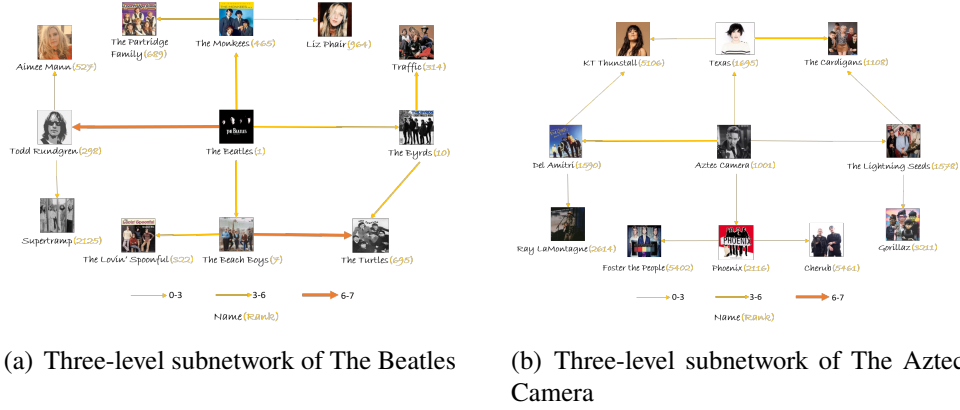 The Partridge
Family(689)
The Monkees(465)
Liz Phair(964)
Aimee Mann(527)
Traffic(314)
Todd Rundgren(298)
The Beatles(1)
The Byrds(10)
Supertramp(2125)
The Lovin' Spoonful(322)
The Beach Boys(7)
The Turtles(695)
0-3
3-6
6-7
Name(Rank)
(a) Three-level subnetwork of The Beatles
KT Thunstall(5106)
Texas(1695)
The Cardigans(1108)
Del Amitri(1590)
Aztec Camera(1001)
The Lightning Seeds(1578)
Ray LaMontagne(2614)
Gorillaz(3211)
Foster the People(5402)
Phoenix(2116)
Cherub(5461)
PHOENIX
0-3
3-6
6-7
Name(Rank)
(b) Three-level subnetwork of The Aztec
Camera